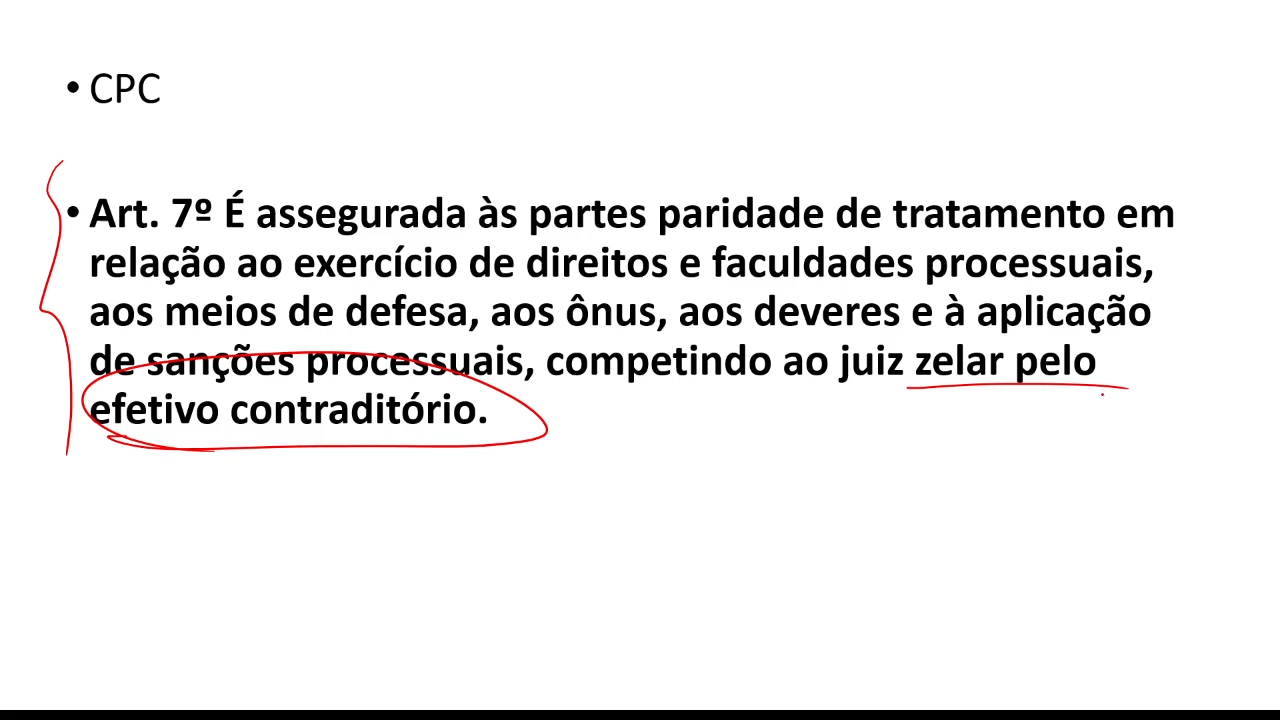 • CPC
• Art. 7º É assegurada às partes paridade de tratamento em
relação ao exercício de direitos e faculdades processuais,
aos meios de defesa, aos ônus, aos deveres e à aplicação
de sanções processuais, competindo ao juiz zelar pelo
efetivo contraditório.